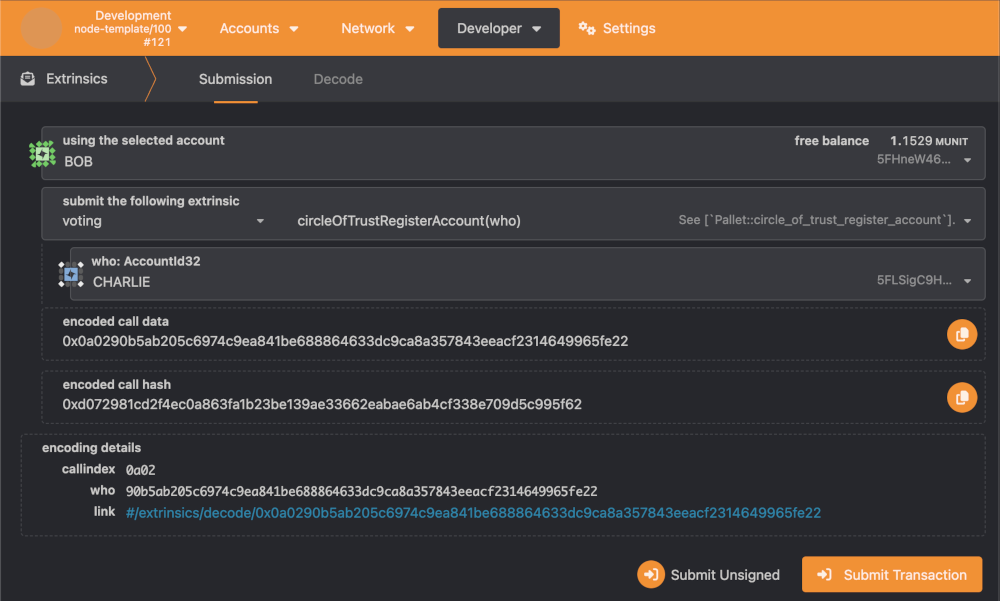 Development
node-template/100
#121
Accounts
Network
Developer
Settings
Extrinsics
Submission
Decode
using the selected account
BOB
free balance 1.1529 MUNIT
5FHneW46...
submit the following extrinsic
voting
circleOfTrustRegisterAccount(who)
See [`Pallet::circle_of_trust_register_account`].
who: AccountId32
CHARLIE
5FLSigC9H...
encoded call data
0x0a0290b5ab205c6974c9ea841be688864633dc9ca8a357843eeacf2314649965fe22
encoded call hash
0xd072981cd2f4ec0a863fa1b23be139ae33662eabae6ab4cf338e709d5c995f62
encoding details
callindex 0a02
who 90b5ab205c6974c9ea841be688864633dc9ca8a357843eeacf2314649965fe22
link #/extrinsics/decode/0x0a0290b5ab205c6974c9ea841be688864633dc9ca8a357843eeacf2314649965fe22
Submit Unsigned
Submit Transaction